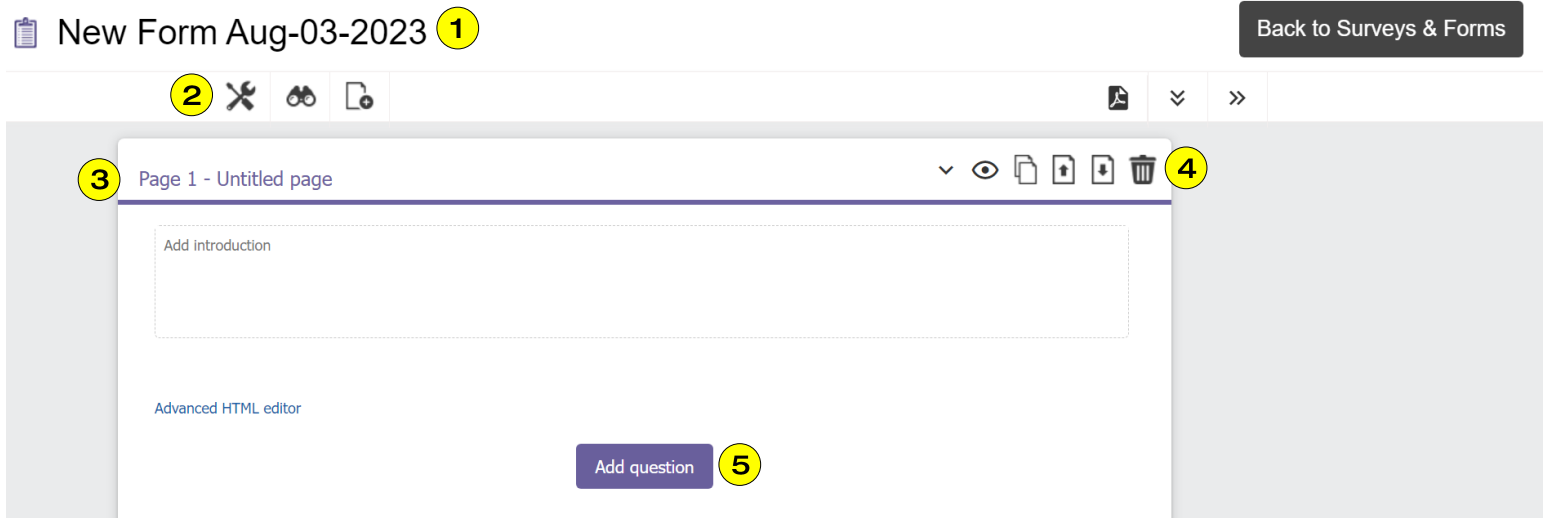 New Form Aug-03-2023 1
Back to Surveys & Forms
2
3 Page 1 - Untitled page 4
Add introduction
Advanced HTML editor
Add question 5